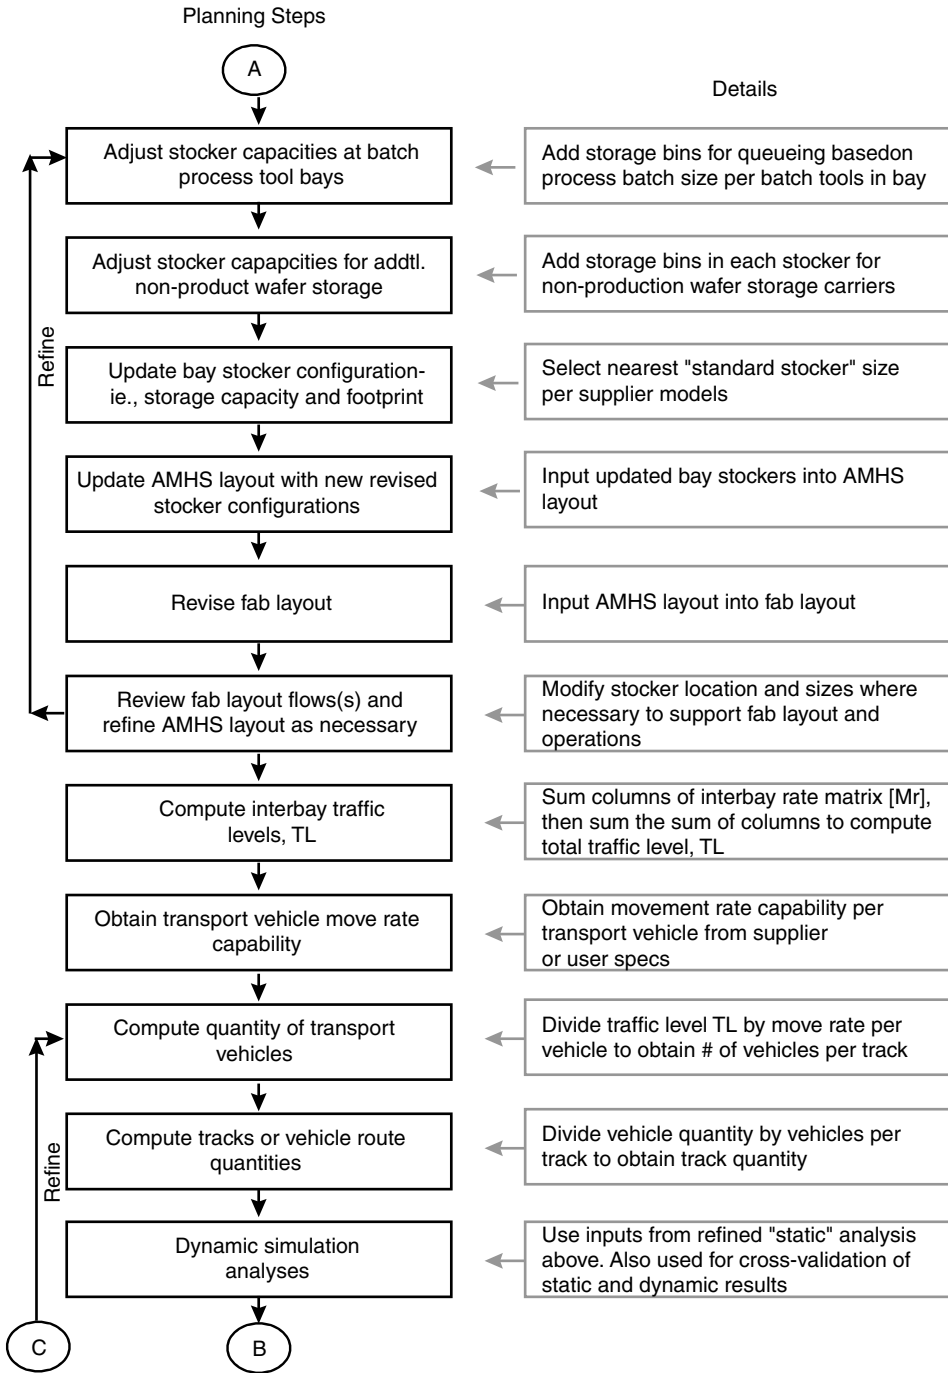 Planning Steps
A
Details
Adjust stocker capacities at batch
process tool bays
Add storage bins for queueing basedon
process batch size per batch tools in bay
Adjust stocker capapcities for addtl.
non-product wafer storage
Add storage bins in each stocker for
non-production wafer storage carriers
Refine
Update bay stocker configuration-
ie., storage capacity and footprint
Select nearest "standard stocker" size
per supplier models
Update AMHS layout with new revised
stocker configurations
Input updated bay stockers into AMHS
layout
Revise fab layout
Input AMHS layout into fab layout
Review fab layout flows(s) and
refine AMHS layout as necessary
Modify stocker location and sizes where
necessary to support fab layout and
operations
Compute interbay traffic
levels, TL
Sum columns of interbay rate matrix [Mr],
then sum the sum of columns to compute
total traffic level, TL
Obtain transport vehicle move rate
capability
Obtain movement rate capability per
transport vehicle from supplier
or user specs
Compute quantity of transport
vehicles
Divide traffic level TL by move rate per
vehicle to obtain # of vehicles per track
Refine
Compute tracks or vehicle route
quantities
Divide vehicle quantity by vehicles per
track to obtain track quantity
Dynamic simulation
analyses
Use inputs from refined "static" analysis
above. Also used for cross-validation of
static and dynamic results
C
B